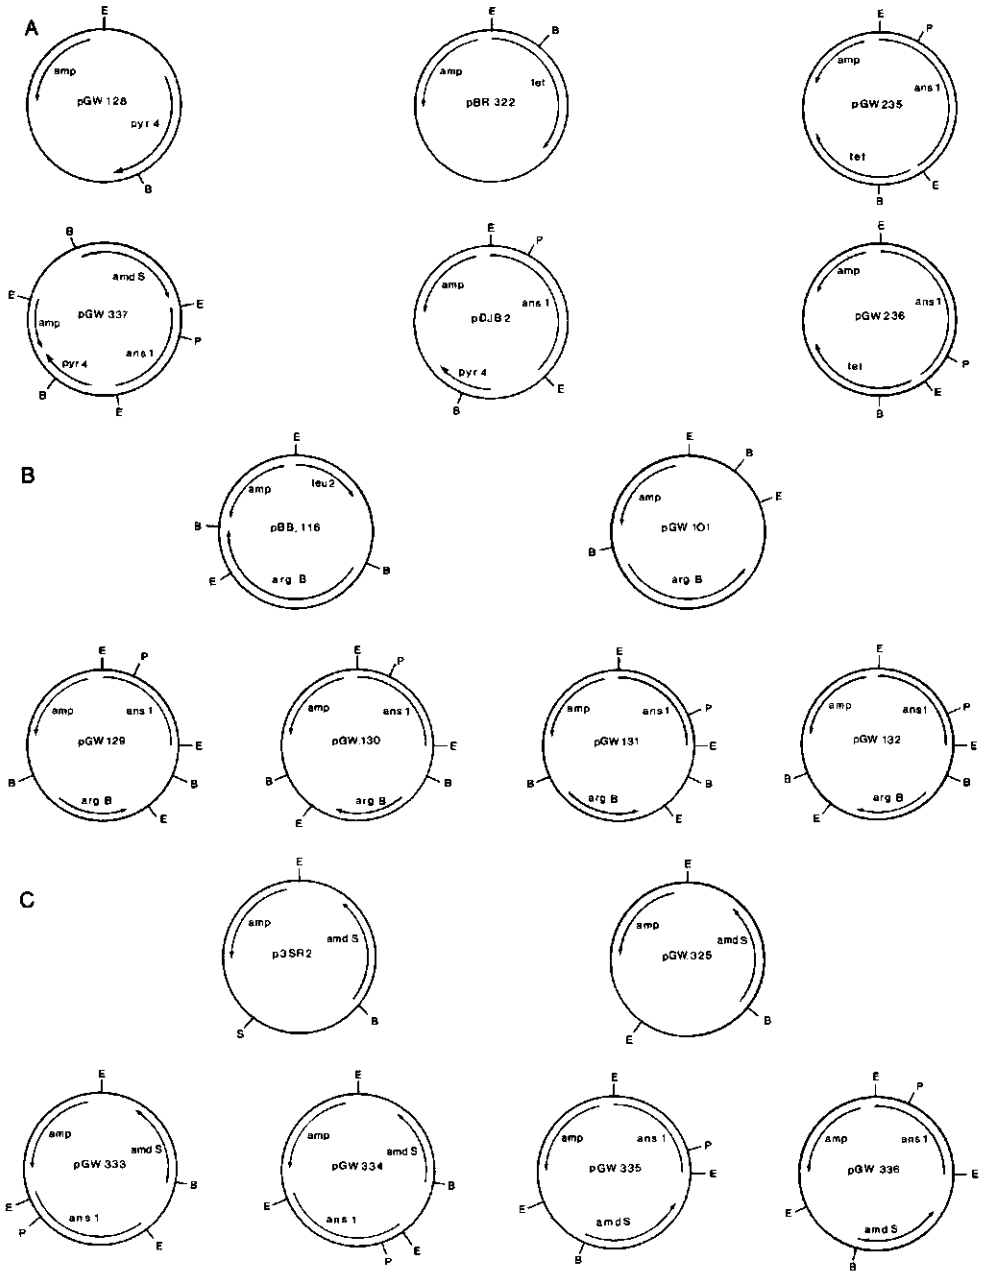 A
E
amp
pGW 128
pyr 4
B
E
B
amp
tet
pBR 322
E
P
amp
ans 1
pGW 235
tet
B
E
B
amd S
E
E
pGW 337
amp
P
ans 1
pyr 4
B
E
E
P
amp
ans 1
pDJB 2
pyr 4
B
E
E
amp
ans 1
pGW 236
tet
P
E
B
B
E
amp
leu 2
B
pBB. 116
B
arg B
E
E
B
E
amp
pGW 101
B
arg B
E
P
amp
ans 1
pGW 129
E
B
B
arg B
E
E
P
amp
ans 1
pGW. 130
E
B
B
arg B
E
E
amp
ans 1
P
pGW 131
E
B
B
arg B
E
E
amp
ans 1
P
pGW 132
E
B
B
arg B
E
C
E
amp
amd S
p3SR2
S
B
E
amp
amd S
pGW. 325
B
E
E
amp
amd S
pGW 333
B
E
P
ans 1
E
E
amp
amd S
pGW 334
B
E
ans 1
E
P
E
amp
ans 1
P
pGW 335
E
E
amd S
B
E
P
amp
ans 1
pGW 336
E
E
amd S
B